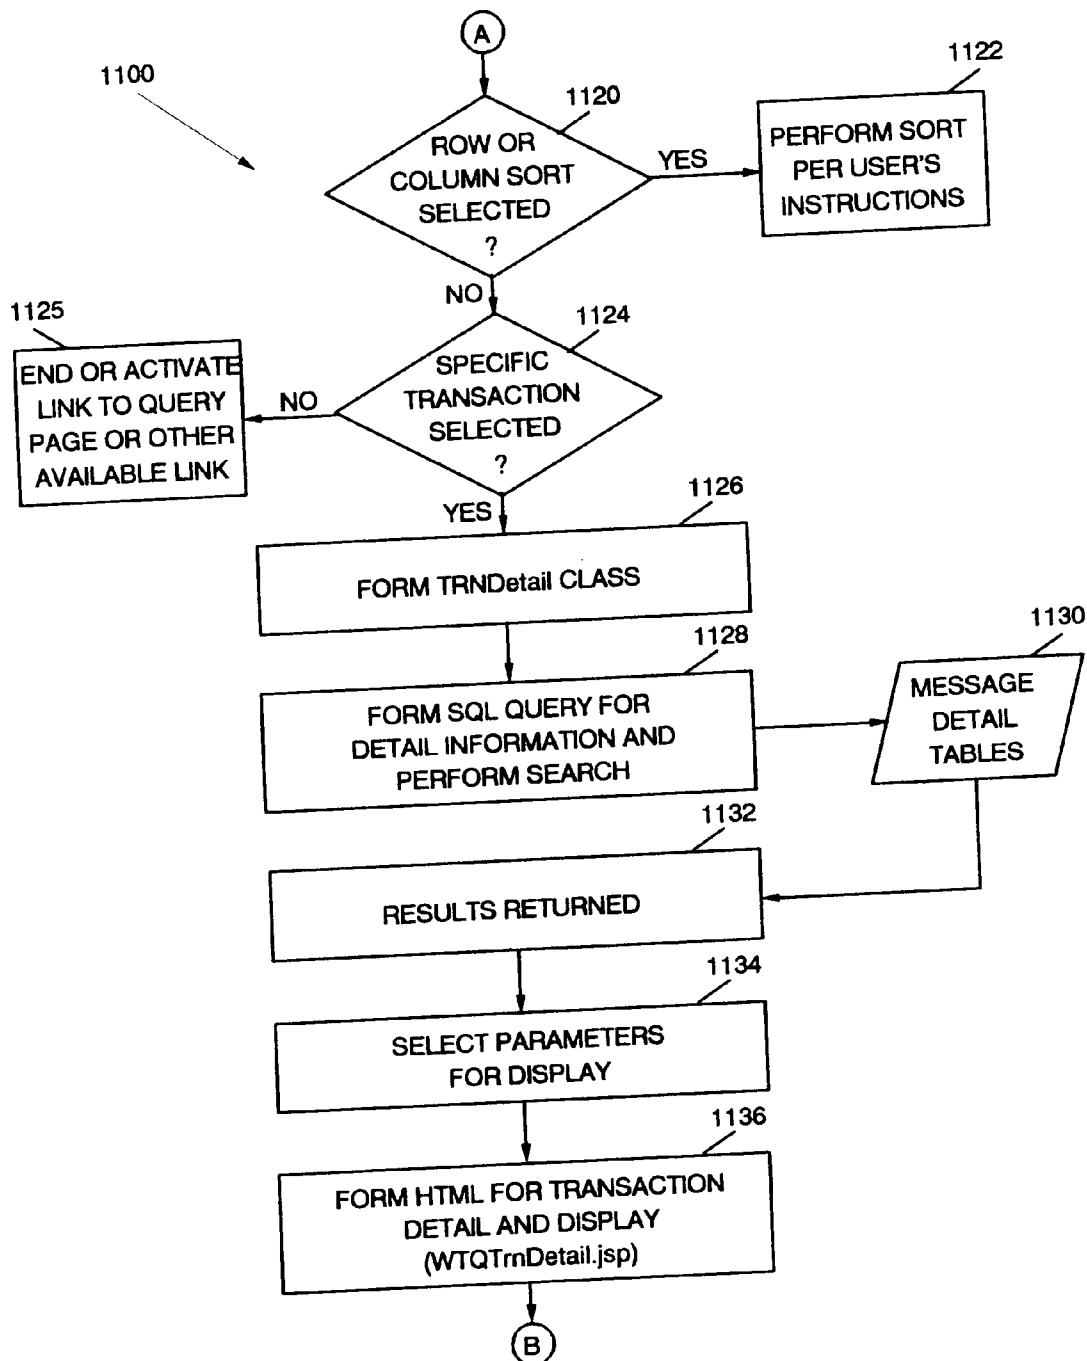 A
1100
1120
1122
ROW OR
COLUMN SORT
SELECTED
?
YES
PERFORM SORT
PER USER'S
INSTRUCTIONS
NO
1125
1124
END OR ACTIVATE
LINK TO QUERY
PAGE OR OTHER
AVAILABLE LINK
NO
SPECIFIC
TRANSACTION
SELECTED
?
YES
1126
FORM TRNDetail CLASS
1128
1130
FORM SQL QUERY FOR
DETAIL INFORMATION AND
PERFORM SEARCH
MESSAGE
DETAIL
TABLES
1132
RESULTS RETURNED
1134
SELECT PARAMETERS
FOR DISPLAY
1136
FORM HTML FOR TRANSACTION
DETAIL AND DISPLAY
(WTQTrnDetail.jsp)
B